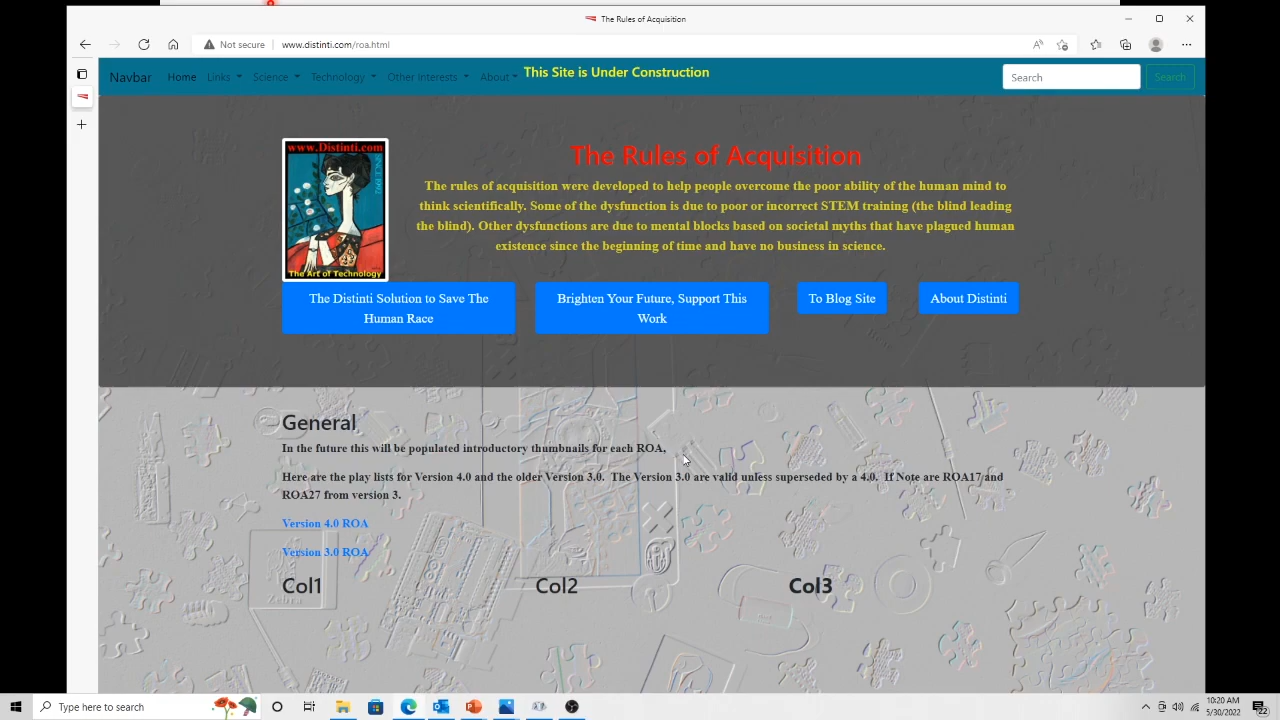 The Rules of Acquisition
Not secure
www.distinti.com/roa.html
Navbar Home Links Science Technology Other Interests About This Site is Under Construction Search Search
www.Distinti.com
The Art of Technology
The Rules of Acquisition
The rules of acquisition were developed to help people overcome the poor ability of the human mind to
think scientifically. Some of the dysfunction is due to poor or incorrect STEM training (the blind leading
the blind). Other dysfunctions are due to mental blocks based on societal myths that have plagued human
existence since the beginning of time and have no business in science.
The Distinti Solution to Save The
Human Race
Brighten Your Future, Support This
Work
To Blog Site
About Distinti
General
In the future this will be populated introductory thumbnails for each ROA,
Here are the play lists for Version 4.0 and the older Version 3.0. The Version 3.0 are valid unless superseded by a 4.0. If Note are ROA17 and
ROA27 from version 3.
Version 4.0 ROA
Version 3.0 ROA
Col1 Col2 Col3
Zebra
Type here to search
10:20 AM
5/30/2022
22